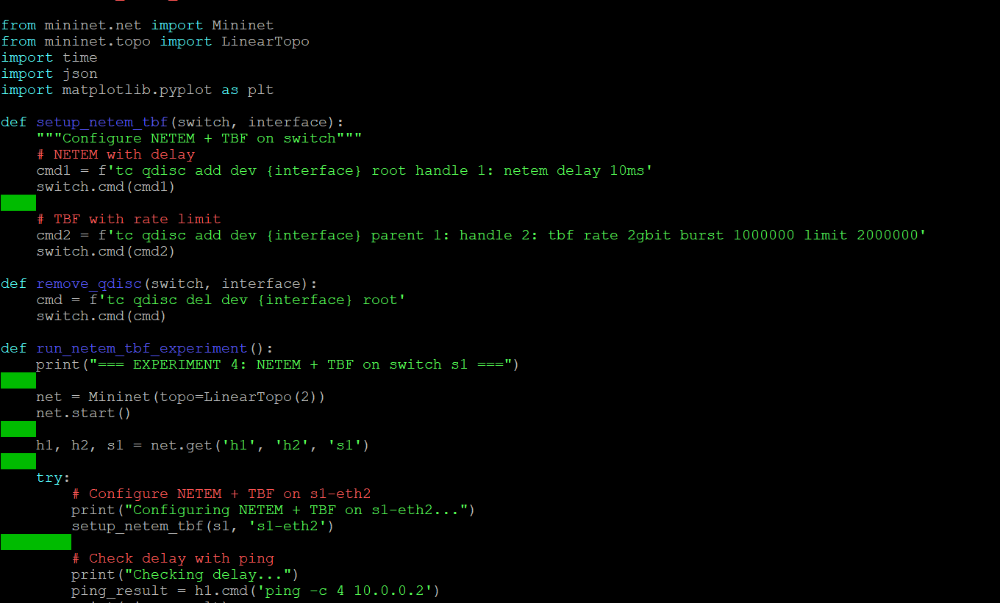 from mininet.net import Mininet
from mininet.topo import LinearTopo
import time
import json
import matplotlib.pyplot as plt

def setup_netem_tbf(switch, interface):
    """Configure NETEM + TBF on switch"""
    # NETEM with delay
    cmd1 = f'tc qdisc add dev {interface} root handle 1: netem delay 10ms'
    switch.cmd(cmd1)

    # TBF with rate limit
    cmd2 = f'tc qdisc add dev {interface} parent 1: handle 2: tbf rate 2gbit burst 1000000 limit 2000000'
    switch.cmd(cmd2)

def remove_qdisc(switch, interface):
    cmd = f'tc qdisc del dev {interface} root'
    switch.cmd(cmd)

def run_netem_tbf_experiment():
    print("=== EXPERIMENT 4: NETEM + TBF on switch s1 ===")

    net = Mininet(topo=LinearTopo(2))
    net.start()

    h1, h2, s1 = net.get('h1', 'h2', 's1')

    try:
        # Configure NETEM + TBF on s1-eth2
        print("Configuring NETEM + TBF on s1-eth2...")
        setup_netem_tbf(s1, 's1-eth2')

        # Check delay with ping
        print("Checking delay...")
        ping_result = h1.cmd('ping -c 4 10.0.0.2')